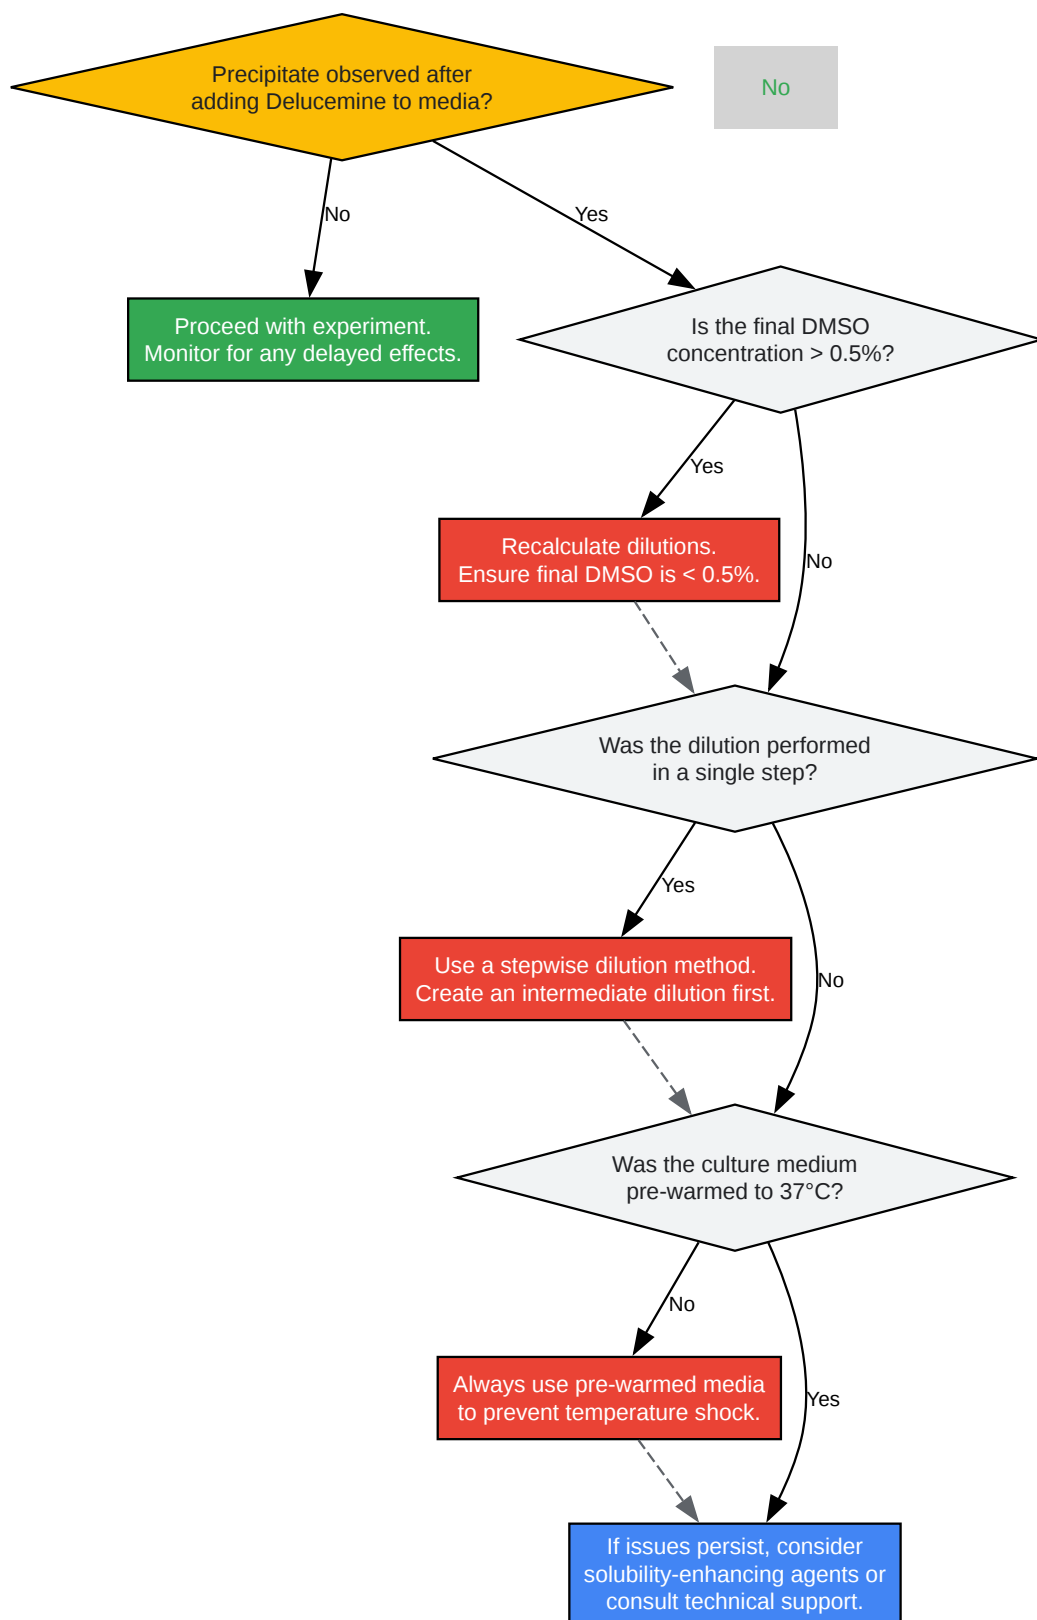 Precipitate observed after
adding Delucemine to media?
No
No
Yes
Proceed with experiment.
Monitor for any delayed effects.
Is the final DMSO
concentration > 0.5%?
Yes
No
Recalculate dilutions.
Ensure final DMSO is < 0.5%.
Was the dilution performed
in a single step?
Yes
No
Use a stepwise dilution method.
Create an intermediate dilution first.
Was the culture medium
pre-warmed to 37°C?
No
Yes
Always use pre-warmed media
to prevent temperature shock.
If issues persist, consider
solubility-enhancing agents or
consult technical support.